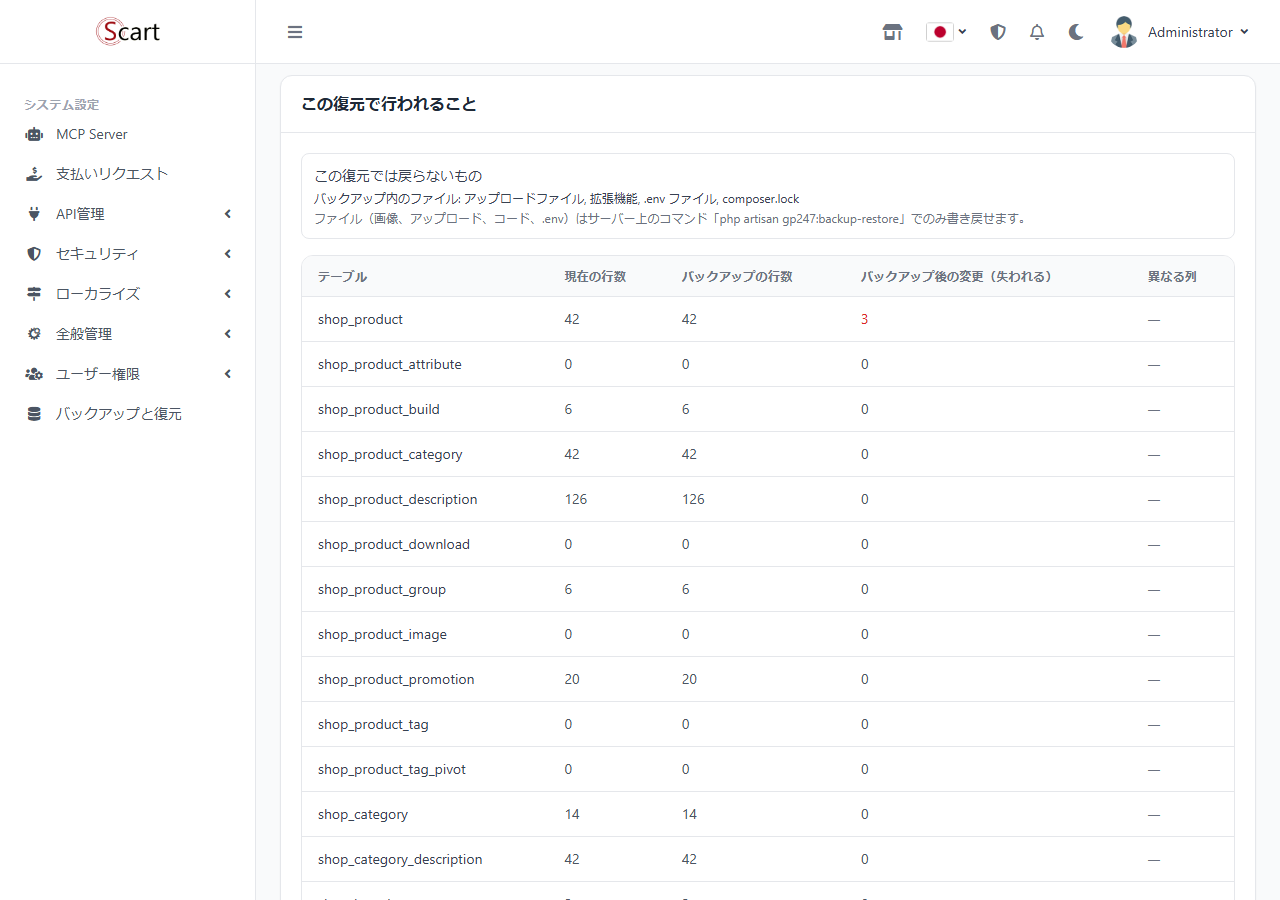 Scart
Administrator
システム設定
MCP Server
支払いリクエスト
API管理
セキュリティ
ローカライズ
全般管理
ユーザー権限
バックアップと復元
この復元で行われること
この復元では戻らないもの
バックアップ内のファイル: アップロードファイル, 拡張機能, .env ファイル, composer.lock
ファイル（画像、アップロード、コード、.env）はサーバー上のコマンド「php artisan gp247:backup-restore」でのみ書き戻せます。
テーブル 現在の行数 バックアップの行数 バックアップ後の変更（失われる） 異なる列
shop_product 42 42 3 —
shop_product_attribute 0 0 0 —
shop_product_build 6 6 0 —
shop_product_category 42 42 0 —
shop_product_description 126 126 0 —
shop_product_download 0 0 0 —
shop_product_group 6 6 0 —
shop_product_image 0 0 0 —
shop_product_promotion 20 20 0 —
shop_product_tag 0 0 0 —
shop_product_tag_pivot 0 0 0 —
shop_category 14 14 0 —
shop_category_description 42 42 0 —